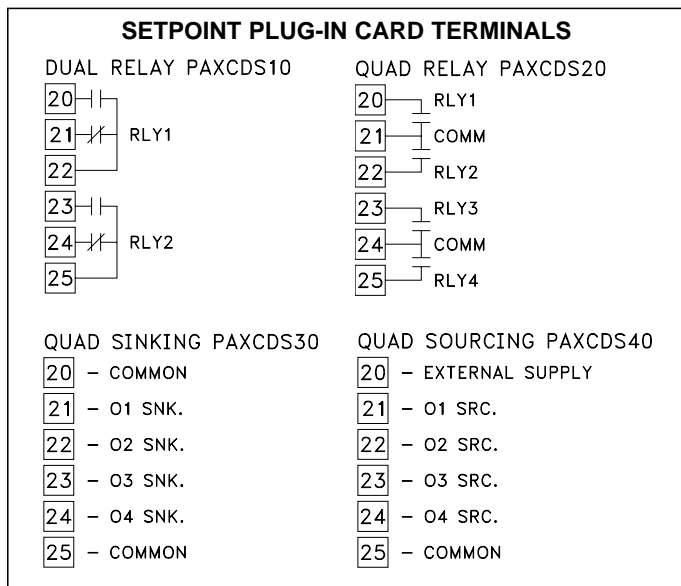 SETPOINT PLUG-IN CARD TERMINALS
DUAL RELAY PAXCDS10
20
21 RLY1
22
23
24 RLY2
25
QUAD RELAY PAXCDS20
20 RLY1
21 COMM
22 RLY2
23 RLY3
24 COMM
25 RLY4
QUAD SINKING PAXCDS30
20 - COMMON
21 - O1 SNK.
22 - O2 SNK.
23 - O3 SNK.
24 - O4 SNK.
25 - COMMON
QUAD SOURCING PAXCDS40
20 - EXTERNAL SUPPLY
21 - O1 SRC.
22 - O2 SRC.
23 - O3 SRC.
24 - O4 SRC.
25 - COMMON